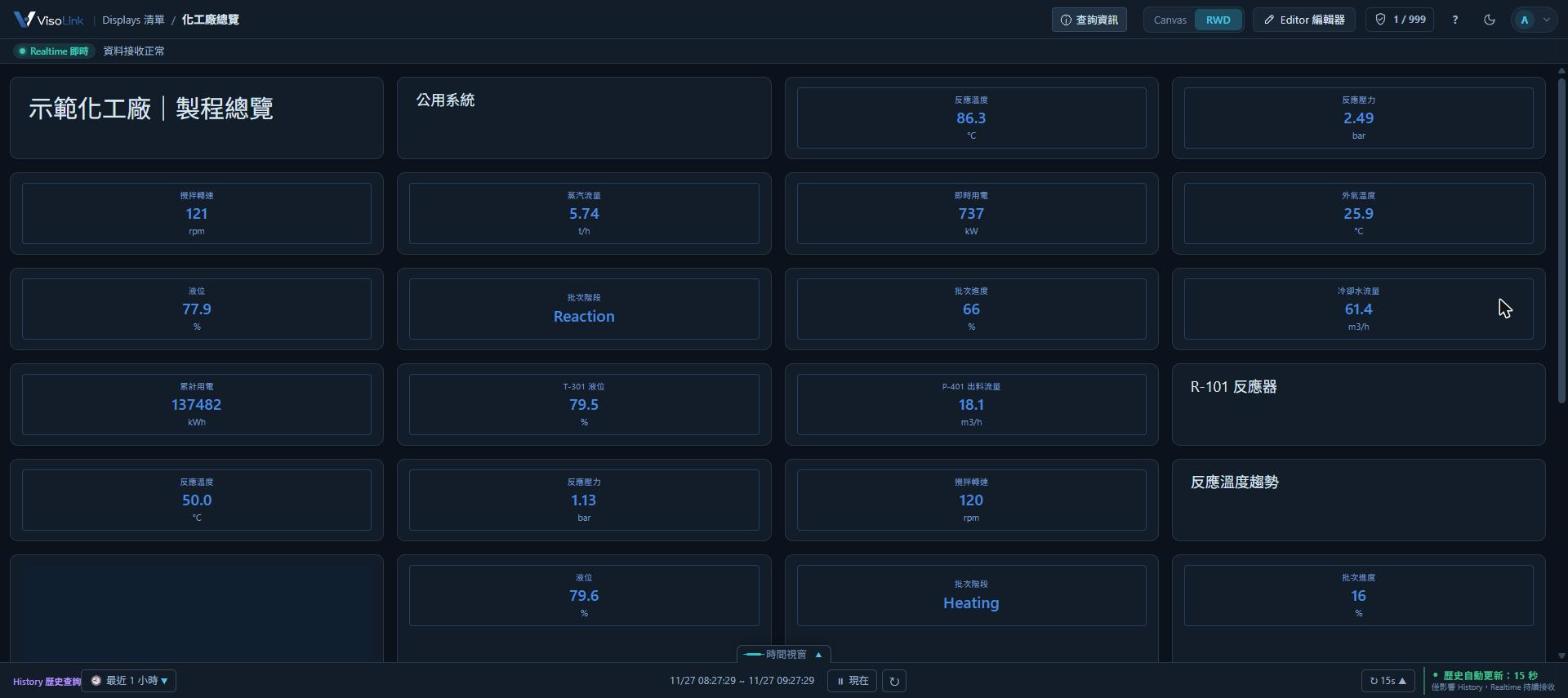 VisoLink
Displays 清單 / 化工廠總覽
查詢資訊
Canvas
RWD
Editor 編輯器
1 / 999
?
A
Realtime 即時
資料接收正常
示範化工廠｜製程總覽
公用系統
反應溫度
86.3
°C
反應壓力
2.49
bar
攪拌轉速
121
rpm
蒸汽流量
5.74
t/h
即時用電
737
kW
外氣溫度
25.9
°C
液位
77.9
%
批次階段
Reaction
批次進度
66
%
冷卻水流量
61.4
m3/h
累計用電
137482
kWh
T-301 液位
79.5
%
P-401 出料流量
18.1
m3/h
R-101 反應器
反應溫度
50.0
°C
反應壓力
1.13
bar
攪拌轉速
120
rpm
反應溫度趨勢
液位
79.6
%
批次階段
Heating
批次進度
16
%
時間視窗 ▲
History 歷史查詢
最近 1 小時 ▼
11/27 08:27:29 ~ 11/27 09:27:29
現在
↻
↻ 15s ▲
歷史自動更新：15 秒
僅影響 History，Realtime 持續接收